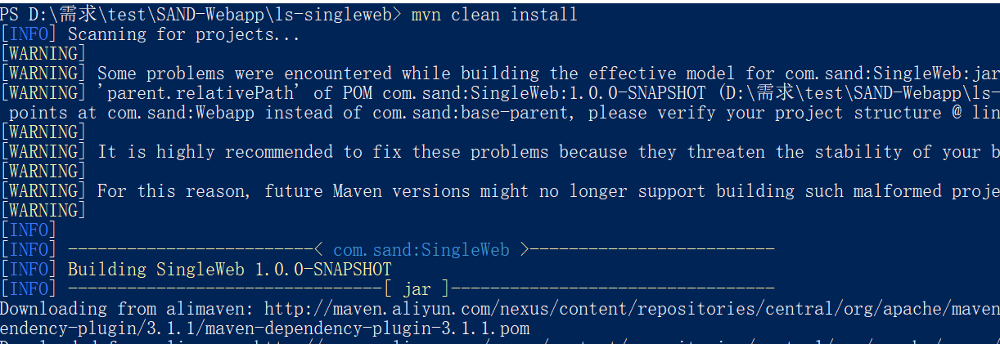 PS D:\需求\test\SAND-Webapp\ls-singleweb> mvn clean install
[INFO] Scanning for projects...
[WARNING]
[WARNING] Some problems were encountered while building the effective model for com.sand:SingleWeb:jar
[WARNING] 'parent.relativePath' of POM com.sand:SingleWeb:1.0.0-SNAPSHOT (D:\需求\test\SAND-Webapp\ls-
points at com.sand:Webapp instead of com.sand:base-parent, please verify your project structure @ lin
[WARNING]
[WARNING] It is highly recommended to fix these problems because they threaten the stability of your b
[WARNING]
[WARNING] For this reason, future Maven versions might no longer support building such malformed proje
[WARNING]
[INFO]
[INFO] -------------------------< com.sand:SingleWeb >-------------------------
[INFO] Building SingleWeb 1.0.0-SNAPSHOT
[INFO] --------------------------------[ jar ]---------------------------------
Downloading from alimaven: http://maven.aliyun.com/nexus/content/repositories/central/org/apache/maven
endency-plugin/3.1.1/maven-dependency-plugin-3.1.1.pom